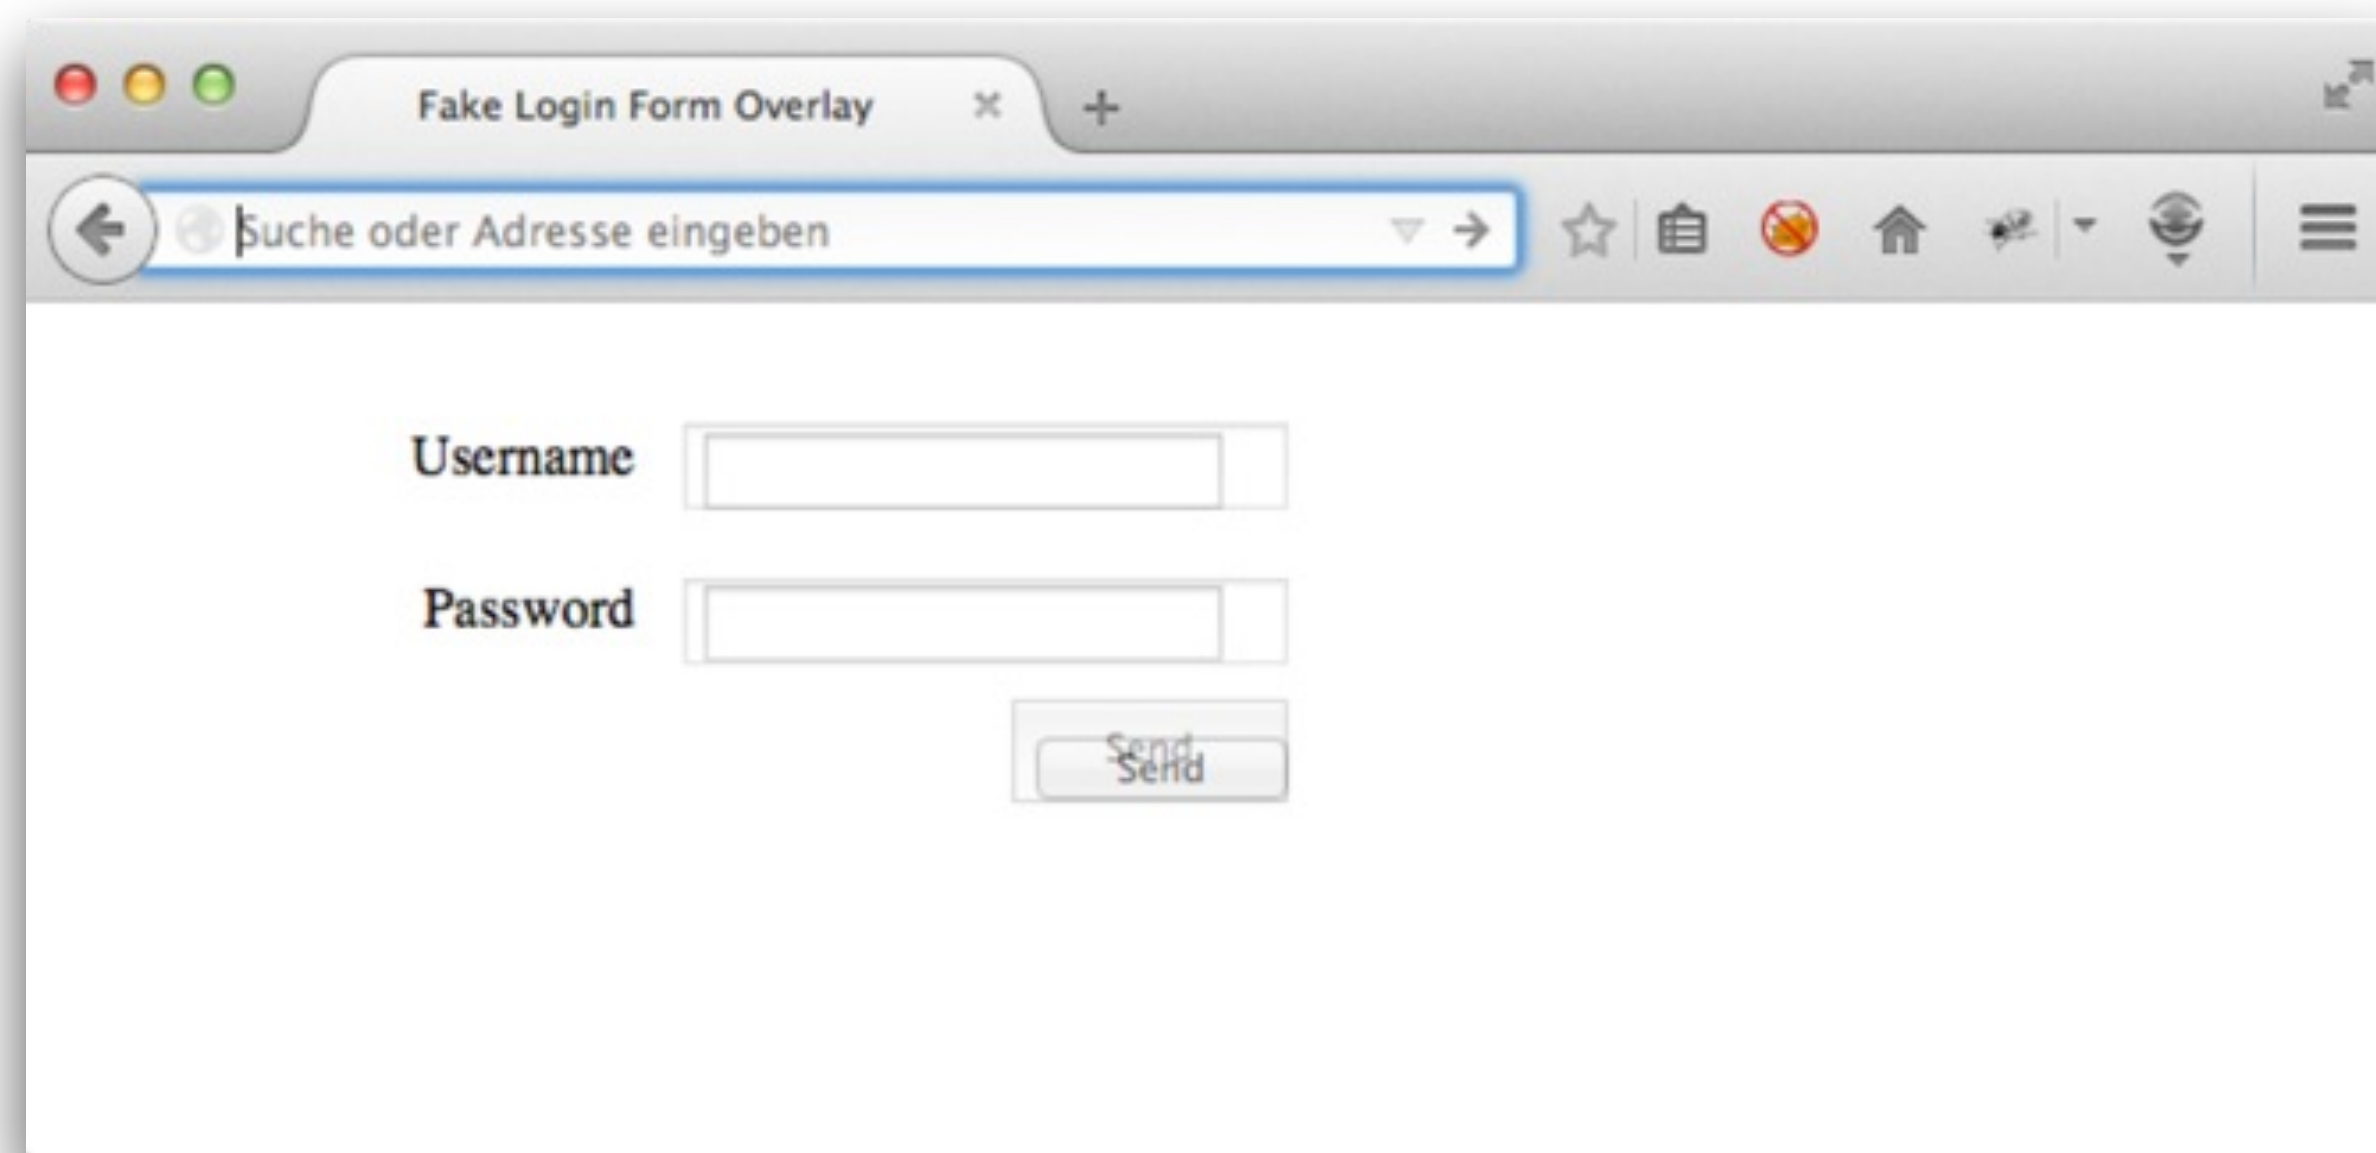 Fake Login Form Overlay
Suche oder Adresse eingeben
Username
Password
Send
Send